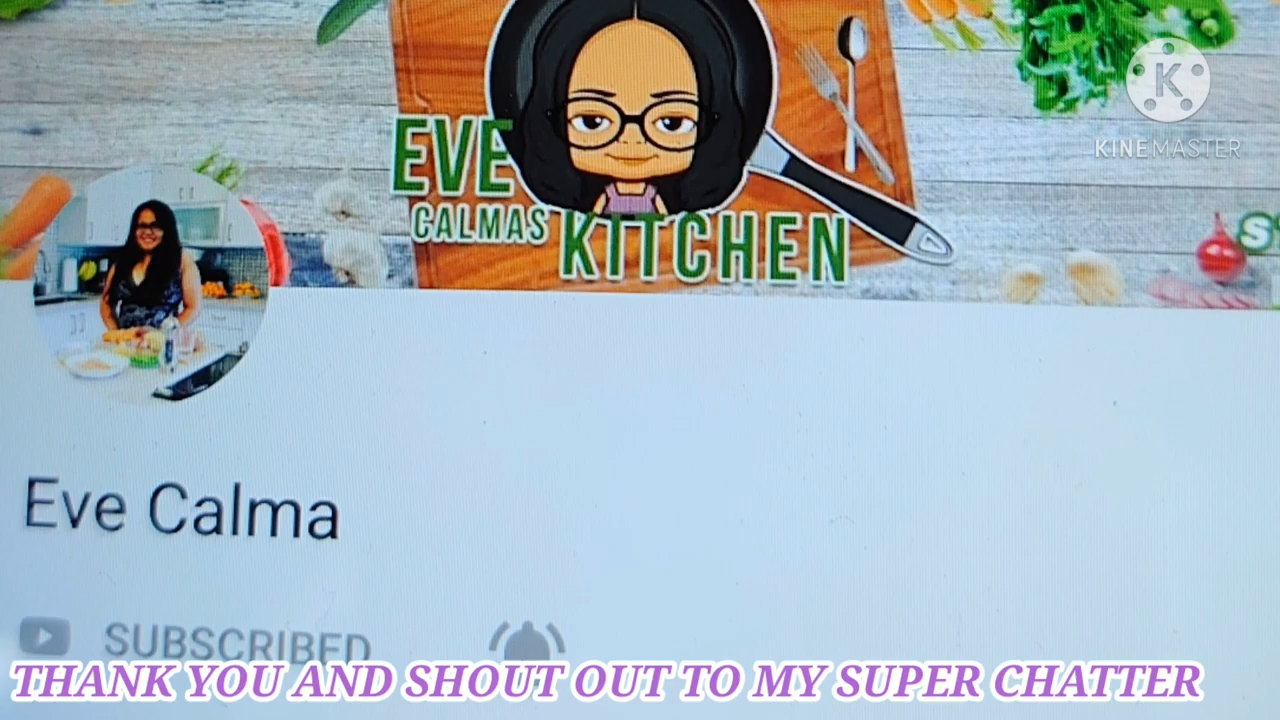 K
KINEMASTER
EVE
CALMAS KITCHEN
S
Eve Calma
SUBSCRIBED
THANK YOU AND SHOUT OUT TO MY SUPER CHATTER